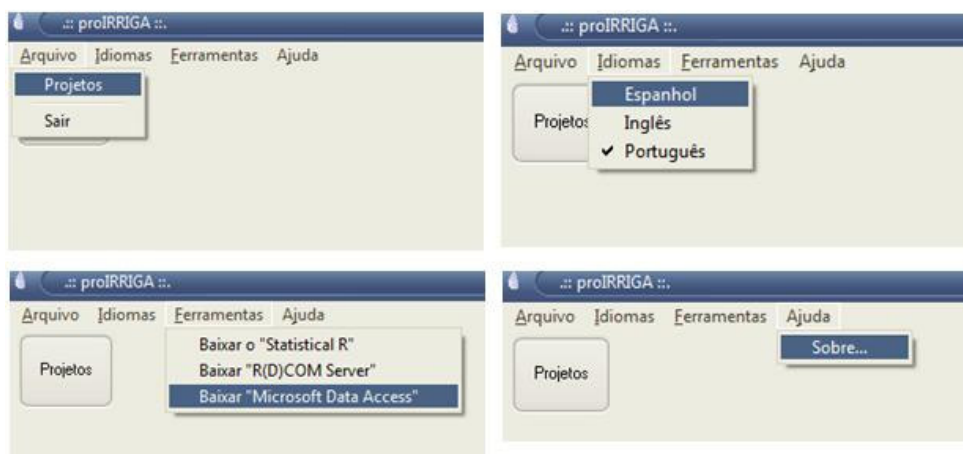 .:: proIRRIGA ::.
Arquivo Idiomas Ferramentas Ajuda
Projetos
Sair
.:: proIRRIGA ::.
Arquivo Idiomas Ferramentas Ajuda
Projetos
Espanhol
Inglês
✔ Português
.:: proIRRIGA ::.
Arquivo Idiomas Ferramentas Ajuda
Projetos
Baixar o "Statistical R"
Baixar "R(D)COM Server"
Baixar "Microsoft Data Access"
.:: proIRRIGA ::.
Arquivo Idiomas Ferramentas Ajuda
Projetos
Sobre...